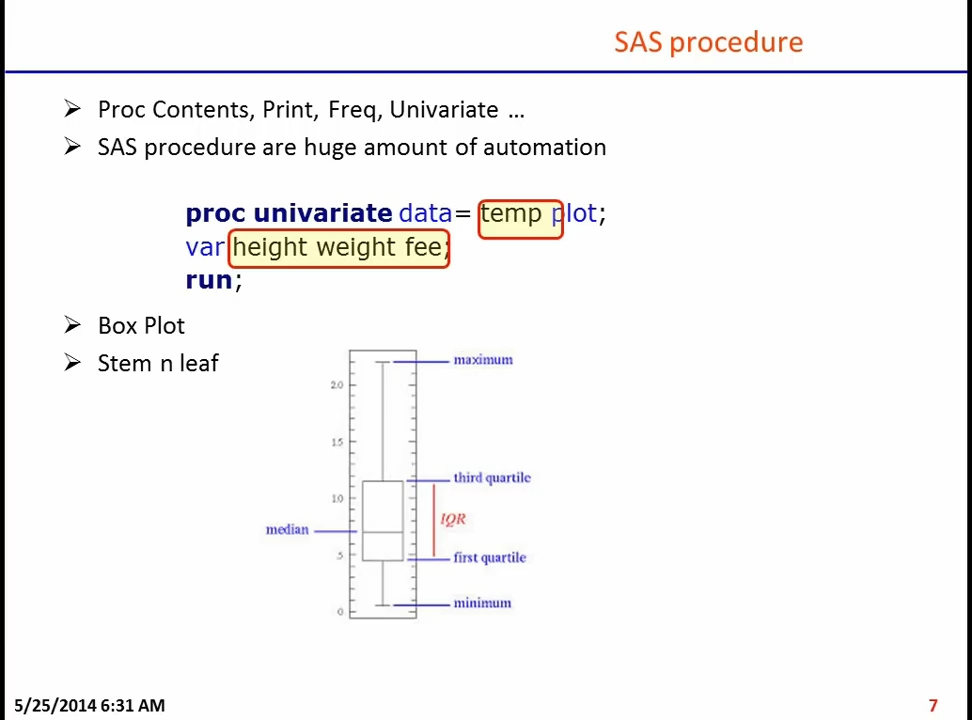 SAS procedure
➢ Proc Contents, Print, Freq, Univariate ...
➢ SAS procedure are huge amount of automation
proc univariate data= temp plot;
var height weight fee;
run;
➢ Box Plot
➢ Stem n leaf
maximum
2.0
1.5
third quartile
1.0
IQR
median
.5
first quartile
minimum
0
5/25/2014 6:31 AM
7